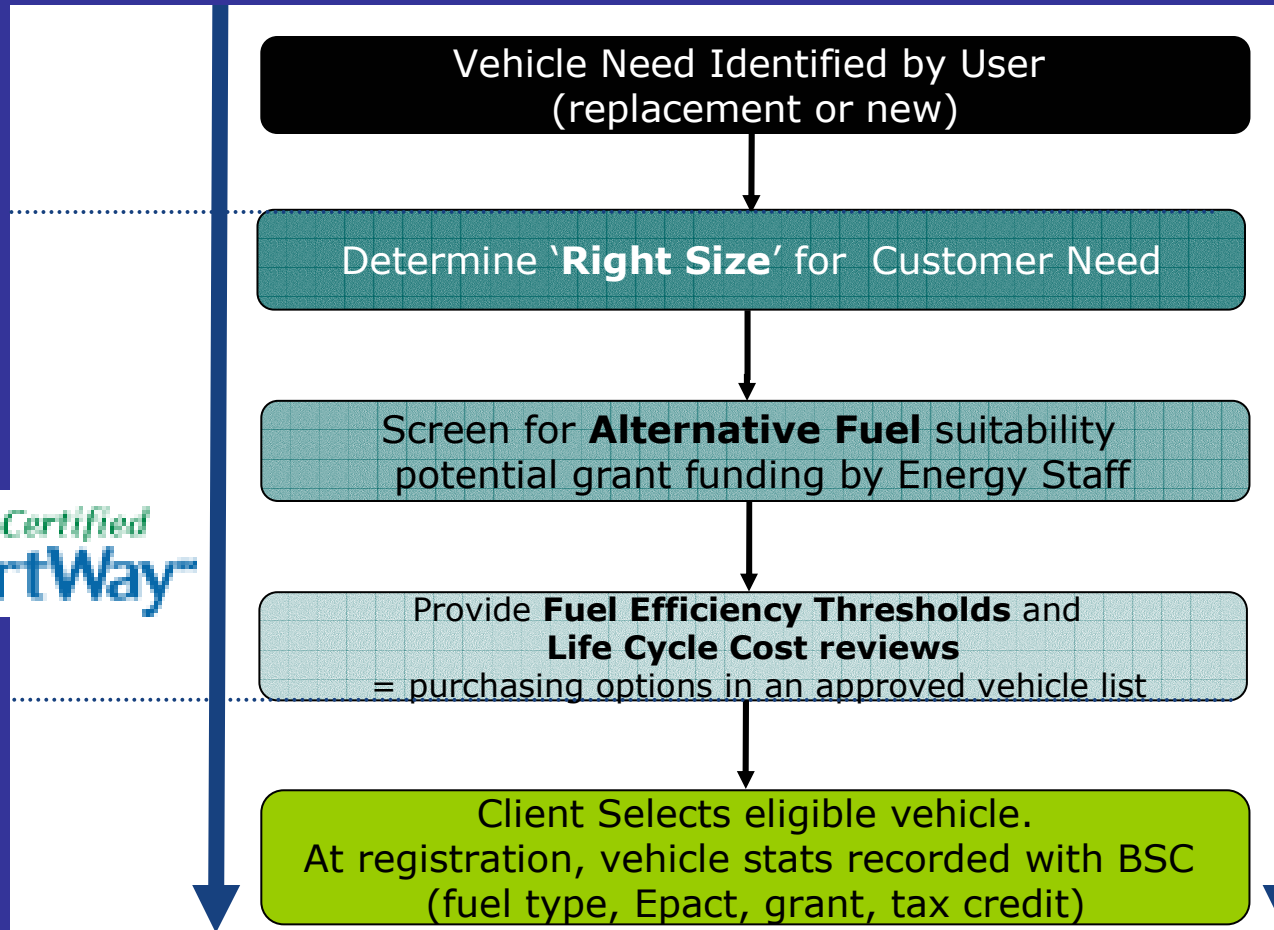 Vehicle Need Identified by User
(replacement or new)
Determine ‘Right Size’ for Customer Need
Screen for Alternative Fuel suitability
potential grant funding by Energy Staff
Certified
rtWay
Provide Fuel Efficiency Thresholds and
Life Cycle Cost reviews
= purchasing options in an approved vehicle list
Client Selects eligible vehicle.
At registration, vehicle stats recorded with BSC
(fuel type, Epact, grant, tax credit)